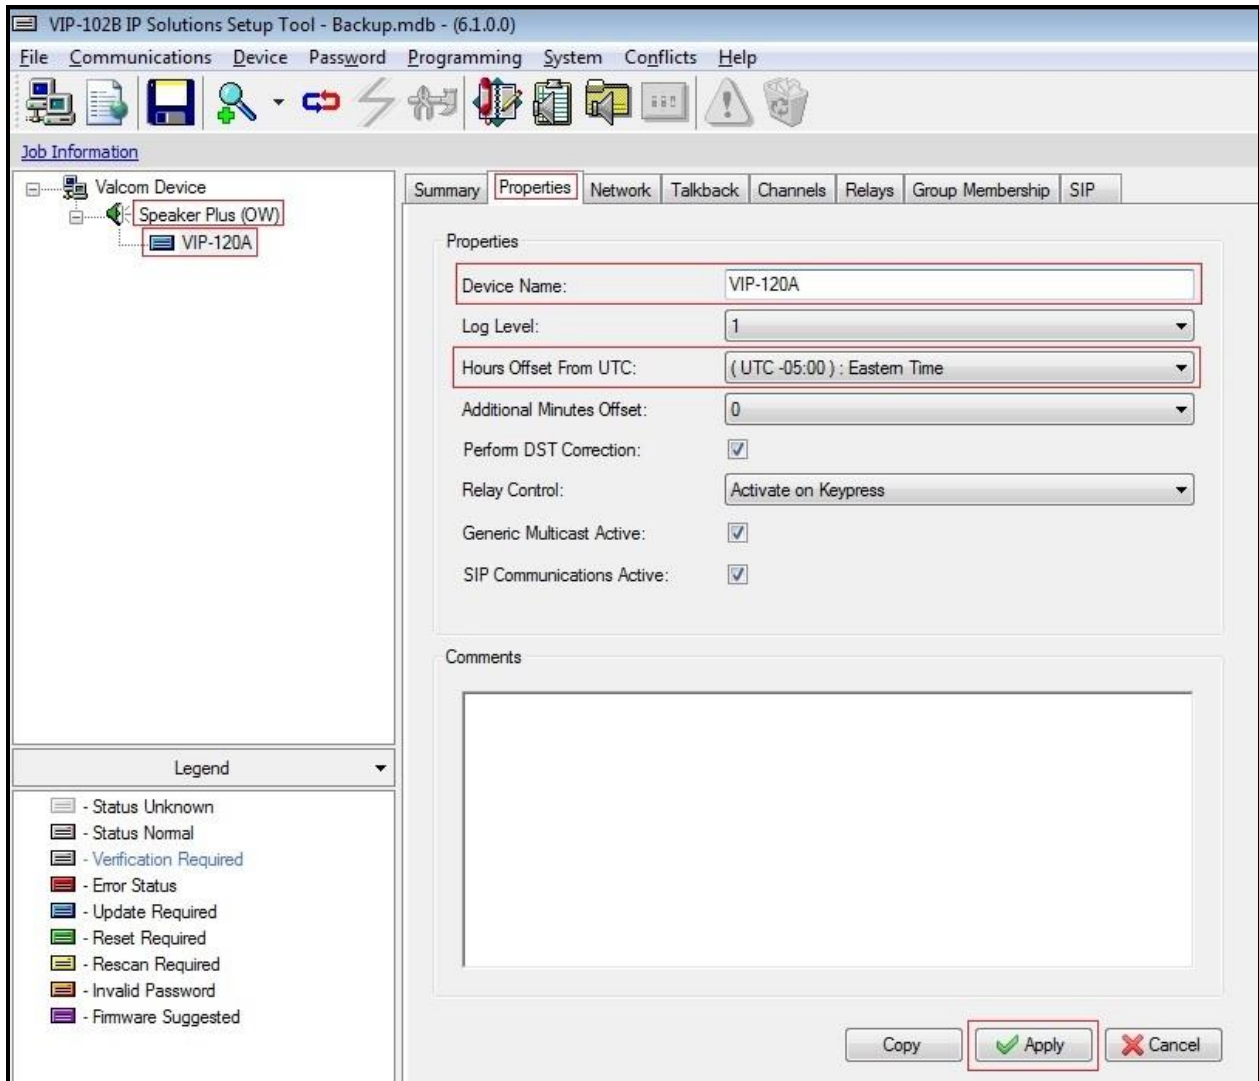 VIP-102B IP Solutions Setup Tool - Backup.mdb - (6.1.0.0)
File Communications Device Password Programming System Conflicts Help
Job Information
Valcom Device
Speaker Plus (OW)
VIP-120A
Legend
- Status Unknown
- Status Normal
- Verification Required
- Error Status
- Update Required
- Reset Required
- Rescan Required
- Invalid Password
- Firmware Suggested
Summary Properties Network Talkback Channels Relays Group Membership SIP
Properties
Device Name: VIP-120A
Log Level: 1
Hours Offset From UTC: ( UTC -05:00 ) : Eastern Time
Additional Minutes Offset: 0
Perform DST Correction:
Relay Control: Activate on Keypress
Generic Multicast Active:
SIP Communications Active:
Comments
Copy Apply Cancel